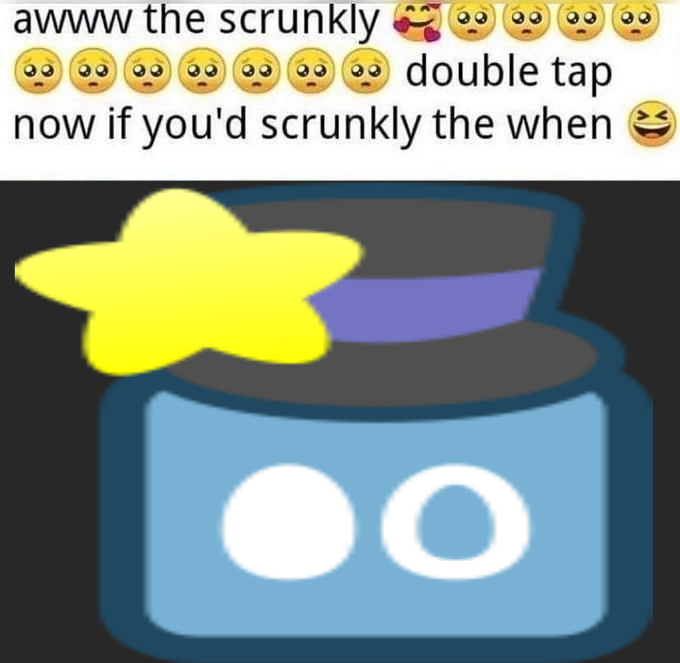 awww the scrunkly 🥰🥺🥺🥺🥺
🥺🥺🥺🥺🥺🥺🥺 double tap
now if you'd scrunkly the when 😆